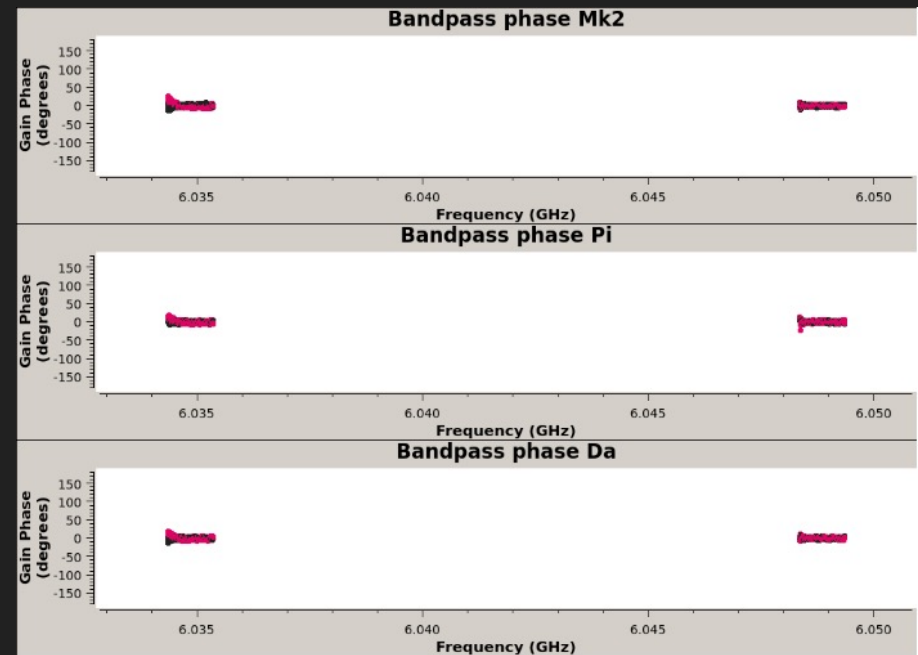 Bandpass phase Mk2
Gain Phase
(degrees)
150
100
50
0
-50
-100
-150
6.035 6.040 6.045 6.050
Frequency (GHz)
Bandpass phase Pi
Gain Phase
(degrees)
150
100
50
0
-50
-100
-150
6.035 6.040 6.045 6.050
Frequency (GHz)
Bandpass phase Da
Gain Phase
(degrees)
150
100
50
0
-50
-100
-150
6.035 6.040 6.045 6.050
Frequency (GHz)